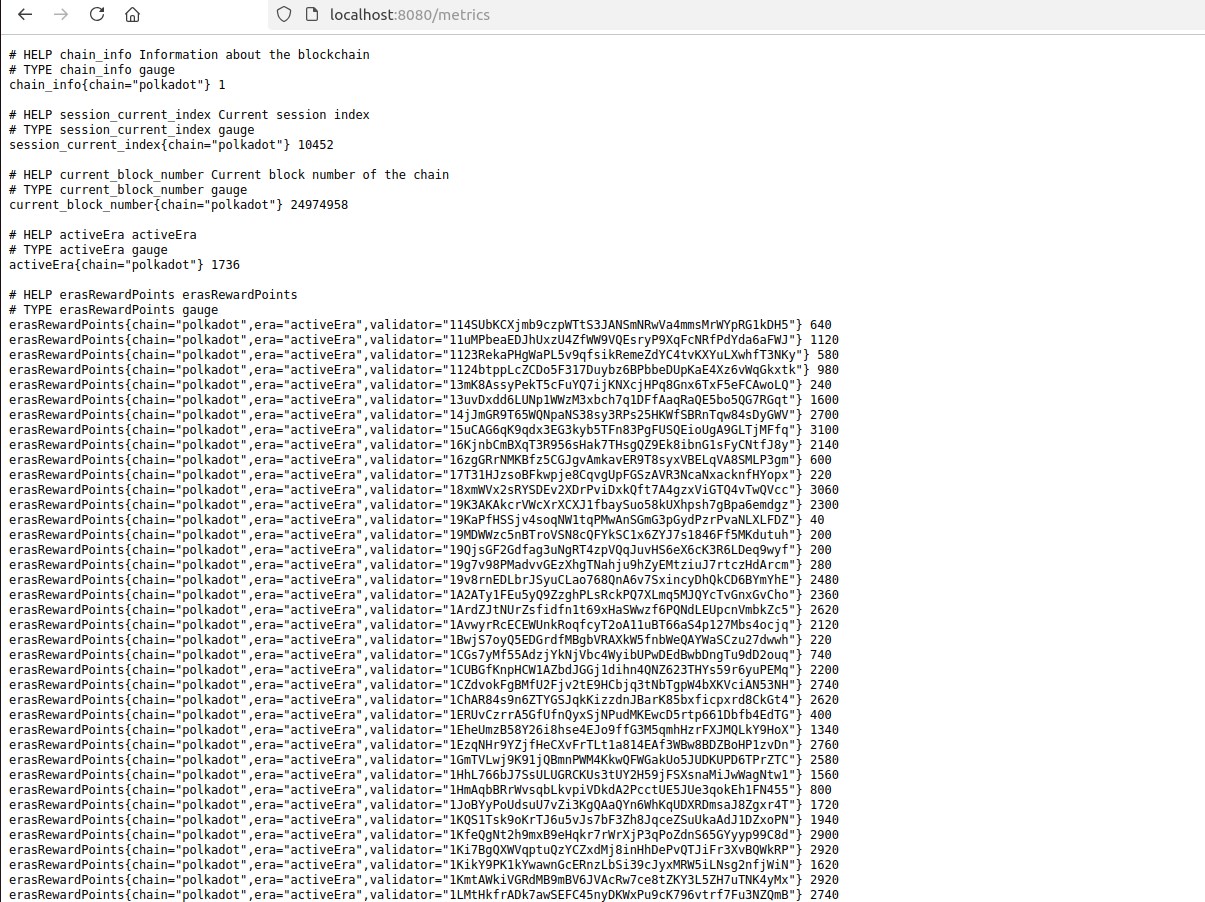 localhost:8080/metrics
# HELP chain_info Information about the blockchain
# TYPE chain_info gauge
chain_info{chain="polkadot"} 1
# HELP session_current_index Current session index
# TYPE session_current_index gauge
session_current_index{chain="polkadot"} 10452
# HELP current_block_number Current block number of the chain
# TYPE current_block_number gauge
current_block_number{chain="polkadot"} 24974958
# HELP activeEra activeEra
# TYPE activeEra gauge
activeEra{chain="polkadot"} 1736
# HELP erasRewardPoints erasRewardPoints
# TYPE erasRewardPoints gauge
erasRewardPoints{chain="polkadot",era="activeEra",validator="114SUbKCXjmb9czpWTtS3JANSmNRwVa4mmsMrWYpRG1kDH5"} 640
erasRewardPoints{chain="polkadot",era="activeEra",validator="11uMPbeaEDJhUxzU4ZfWW9VQEsryP9XqFcNRfPdYda6aFWJ"} 1120
erasRewardPoints{chain="polkadot",era="activeEra",validator="1123RekaPHgWaPL5v9qfsikRemeZdYC4tvKXYuLXwhfT3NKy"} 580
erasRewardPoints{chain="polkadot",era="activeEra",validator="1124btppLcZCDo5F317Duybz6BPbbeDUpKaE4Xz6vWqGkxtk"} 980
erasRewardPoints{chain="polkadot",era="activeEra",validator="13mK8AssyPekT5cFuYQ7ijKNXcjHPq8Gnx6TxF5eFCAwoLQ"} 240
erasRewardPoints{chain="polkadot",era="activeEra",validator="13uvDxdd6LUNp1WWzM3xbch7q1DFfAaqRaQE5bo5QG7RGqt"} 1600
erasRewardPoints{chain="polkadot",era="activeEra",validator="14jJmGR9T65WQNpaNS38sy3RPs25HKWfSBRnTqw84sDyGWV"} 2700
erasRewardPoints{chain="polkadot",era="activeEra",validator="15uCAG6qK9qdx3EG3kyb5TFn83PgFUSQEioUgA9GLTjMFfq"} 3100
erasRewardPoints{chain="polkadot",era="activeEra",validator="16KjnbCmBXqT3R956sHak7THsgQZ9Ek8ibnG1sFyCNtfJ8y"} 2140
erasRewardPoints{chain="polkadot",era="activeEra",validator="16zgGRrNMKBfz5CGJgvAmkavER9T8syxVBELqVA8SMLP3gm"} 600
erasRewardPoints{chain="polkadot",era="activeEra",validator="17T31HJzsoBFkwpje8CqvgUpFGSzAVR3NcaNxacknfHYopx"} 220
erasRewardPoints{chain="polkadot",era="activeEra",validator="18xmWVx2sRYSDEv2XDrPviDxkQft7A4gzxViGTQ4vTwQVcc"} 3060
erasRewardPoints{chain="polkadot",era="activeEra",validator="19K3AKAkcrVWcXrXCXJ1fbaySuo58kUXhpsh7gBpa6emdgz"} 2300
erasRewardPoints{chain="polkadot",era="activeEra",validator="19KaPfHSSjv4soqNW1tqPMwAnSGmG3pGydPzrPvaNLXLFDZ"} 40
erasRewardPoints{chain="polkadot",era="activeEra",validator="19MDWWzc5nBTroVSN8cQFYkSC1x6ZYJ7s1846Ff5MKdutuh"} 200
erasRewardPoints{chain="polkadot",era="activeEra",validator="19QjsGF2Gdfag3uNgRT4zpVQqJuvHS6eX6cK3R6LDeq9wyf"} 200
erasRewardPoints{chain="polkadot",era="activeEra",validator="19g7v98PMadvvGEzXhgTNahju9hZyEMtziuJ7rtczHdArcm"} 280
erasRewardPoints{chain="polkadot",era="activeEra",validator="19v8rnEDLbrJSyuCLao768QnA6v7SxincyDhQkCD6BYmYhE"} 2480
erasRewardPoints{chain="polkadot",era="activeEra",validator="1A2ATy1FEu5yQ9ZzghPLsRckPQ7XLmq5MJQYcTvGnxGvCho"} 2360
erasRewardPoints{chain="polkadot",era="activeEra",validator="1ArdZJtNUrZsfidfn1t69xHaSWwzf6PQNdLEUpcnVmbkZc5"} 2620
erasRewardPoints{chain="polkadot",era="activeEra",validator="1AvwyrRcECEWUnkRoqfcyT2oA11uBT66aS4p127Mbs4ocjq"} 2120
erasRewardPoints{chain="polkadot",era="activeEra",validator="1BwjS7oyQ5EDGrdfMBgbVRAXkW5fnbWeQAYWaSCzu27dwwh"} 220
erasRewardPoints{chain="polkadot",era="activeEra",validator="1CGs7yMf55AdzjYkNjVbc4WyibUPwDEdBwbDngTu9dD2ouq"} 740
erasRewardPoints{chain="polkadot",era="activeEra",validator="1CUBGfKnpHCW1AZbdJGGj1dihn4QNZ623THYs59r6yuPEMq"} 2200
erasRewardPoints{chain="polkadot",era="activeEra",validator="1CZdvokFgBMfU2Fjv2tE9HCbjq3tNbTgpW4bXKVciAN53NH"} 2740
erasRewardPoints{chain="polkadot",era="activeEra",validator="1ChAR84s9n6ZTYGSJqkKizzdnJBarK85bxficpxrd8CkGt4"} 2620
erasRewardPoints{chain="polkadot",era="activeEra",validator="1ERUvCzrrA5GfUfnQyxSjNPudMKEwcD5rtp661Dbfb4EdTG"} 400
erasRewardPoints{chain="polkadot",era="activeEra",validator="1EheUmzB58Y26i8hse4EJo9ffG3M5qmhHzrFXJMQLkY9HoX"} 1340
erasRewardPoints{chain="polkadot",era="activeEra",validator="1EzqNHr9YZjfHeCXvFrTLt1a814EAf3WBw8BDZBoHP1zvDn"} 2760
erasRewardPoints{chain="polkadot",era="activeEra",validator="1GmTVLwj9K91jQBmnPWM4KkwQFWGakUo5JUDKUPD6TPrZTC"} 2580
erasRewardPoints{chain="polkadot",era="activeEra",validator="1HhL766bJ7SsULUGRCKUs3tUY2H59jFSXsnaMiJwWagNtw1"} 1560
erasRewardPoints{chain="polkadot",era="activeEra",validator="1HmAqbBRrWvsqbLkvpiVDkdA2PcctUE5JUe3qokEh1FN455"} 800
erasRewardPoints{chain="polkadot",era="activeEra",validator="1JoBYyPoUdsuU7vZi3KgQAaQYn6WhKqUDXRDmsaJ8Zgxr4T"} 1720
erasRewardPoints{chain="polkadot",era="activeEra",validator="1KQS1Tsk9oKrTJ6u5vJs7bF3Zh8JqceZSuUkaAdJ1DZxoPN"} 1940
erasRewardPoints{chain="polkadot",era="activeEra",validator="1KfeQgNt2h9mxB9eHqkr7rWrXjP3qPoZdnS65GYyyp99C8d"} 2900
erasRewardPoints{chain="polkadot",era="activeEra",validator="1Ki7BgQXWVqptuQzYCZxdMj8inHhDePvQTJiFr3XvBQWkRP"} 2920
erasRewardPoints{chain="polkadot",era="activeEra",validator="1KikY9PK1kYwawnGcERnzLbSi39cJyxMRW5iLNsg2nfjWiN"} 1620
erasRewardPoints{chain="polkadot",era="activeEra",validator="1KmtAWkiVGRdMB9mBV6JVAcRw7ce8tZKY3L5ZH7uTNK4yMx"} 2920
erasRewardPoints{chain="polkadot",era="activeEra",validator="1LMtHkfrADk7awSEFC45nyDKWxPu9cK796vtrf7Fu3NZQmB"} 2740